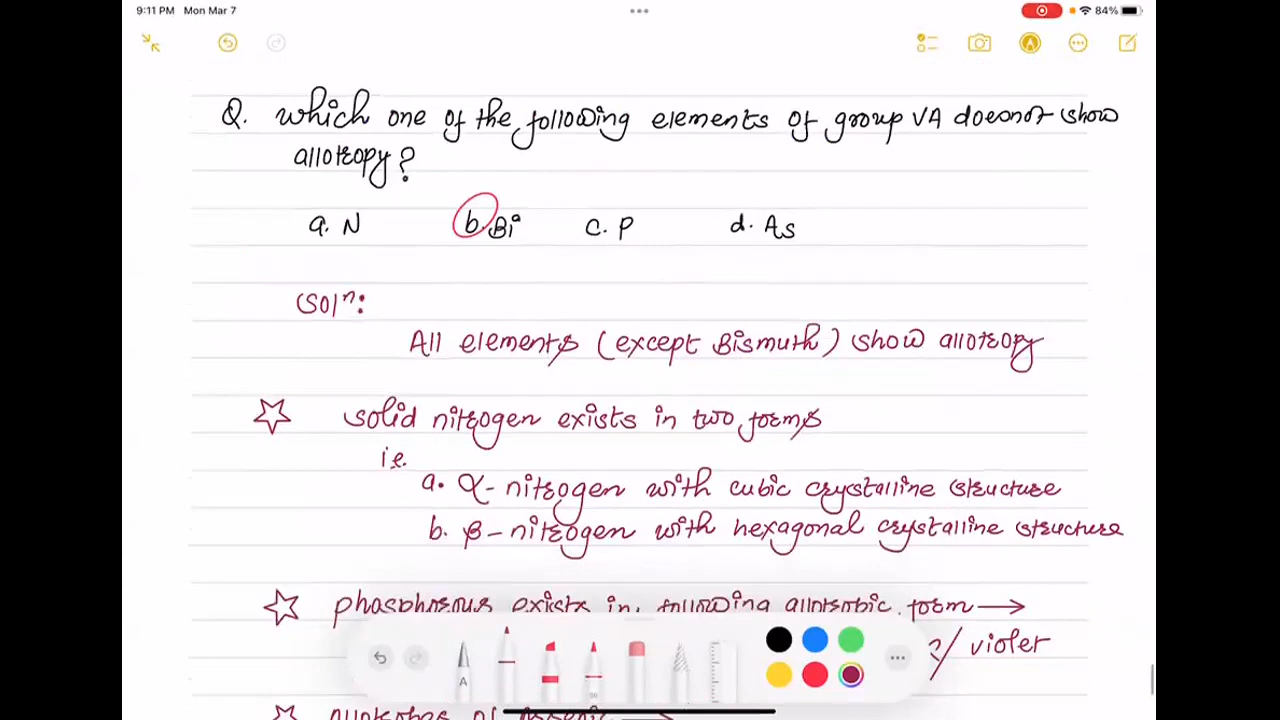 9:11 PM Mon Mar 7
84%
Q. which one of the following elements of group VA doesnot show
allotropy?
a. N b. Bi c. P d. As
Solⁿ:
All elements (except Bismuth) show allotropy
solid nitrogen exists in two forms
i.e.
a. α-nitrogen with cubic crystalline structure
b. β-nitrogen with hexagonal crystalline structure
phosphorous exists in following allotropic form →
/ violet
A